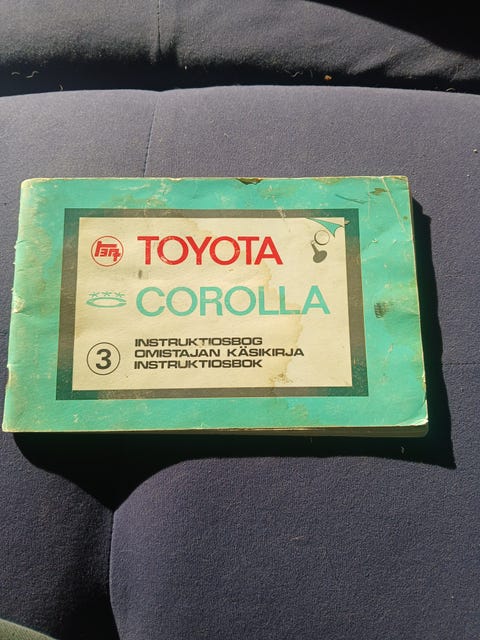 TOYOTA
COROLLA
3
INSTRUKTIOSBOG
OMISTAJAN KÄSIKIRJA
INSTRUKTIOSBOK